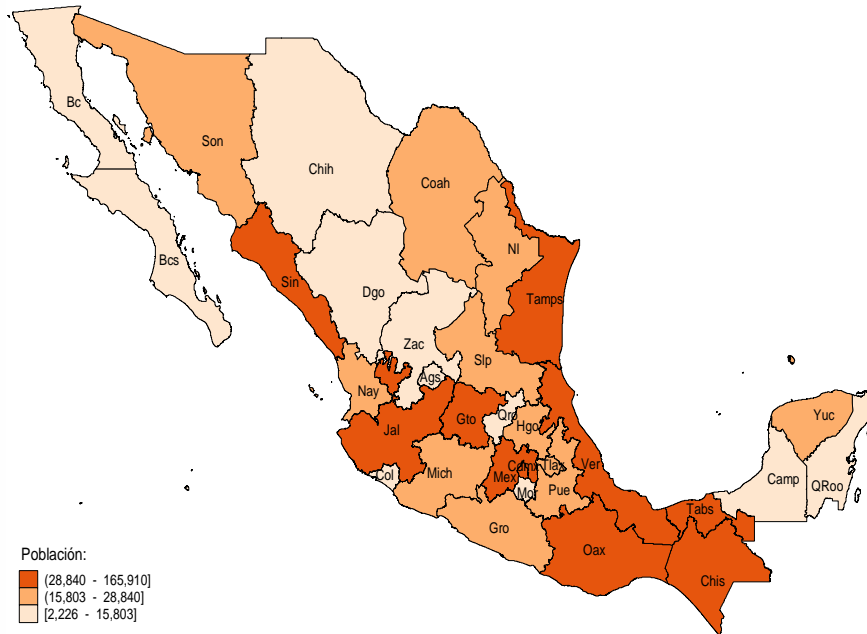 Bc
Son
Chih
Coah
Bcs
Nl
Sin
Dgo
Tamps
Zac
Slp
Ags
Nay
Yuc
Qro
Gto
Hgo
Jal
Cdmx
Tlax
Ver
Col
Mich
Mex
Camp
QRoo
Mor
Pue
Tabs
Gro
Oax
Chis
Población:
(28,840 - 165,910]
(15,803 - 28,840]
[2,226 - 15,803]